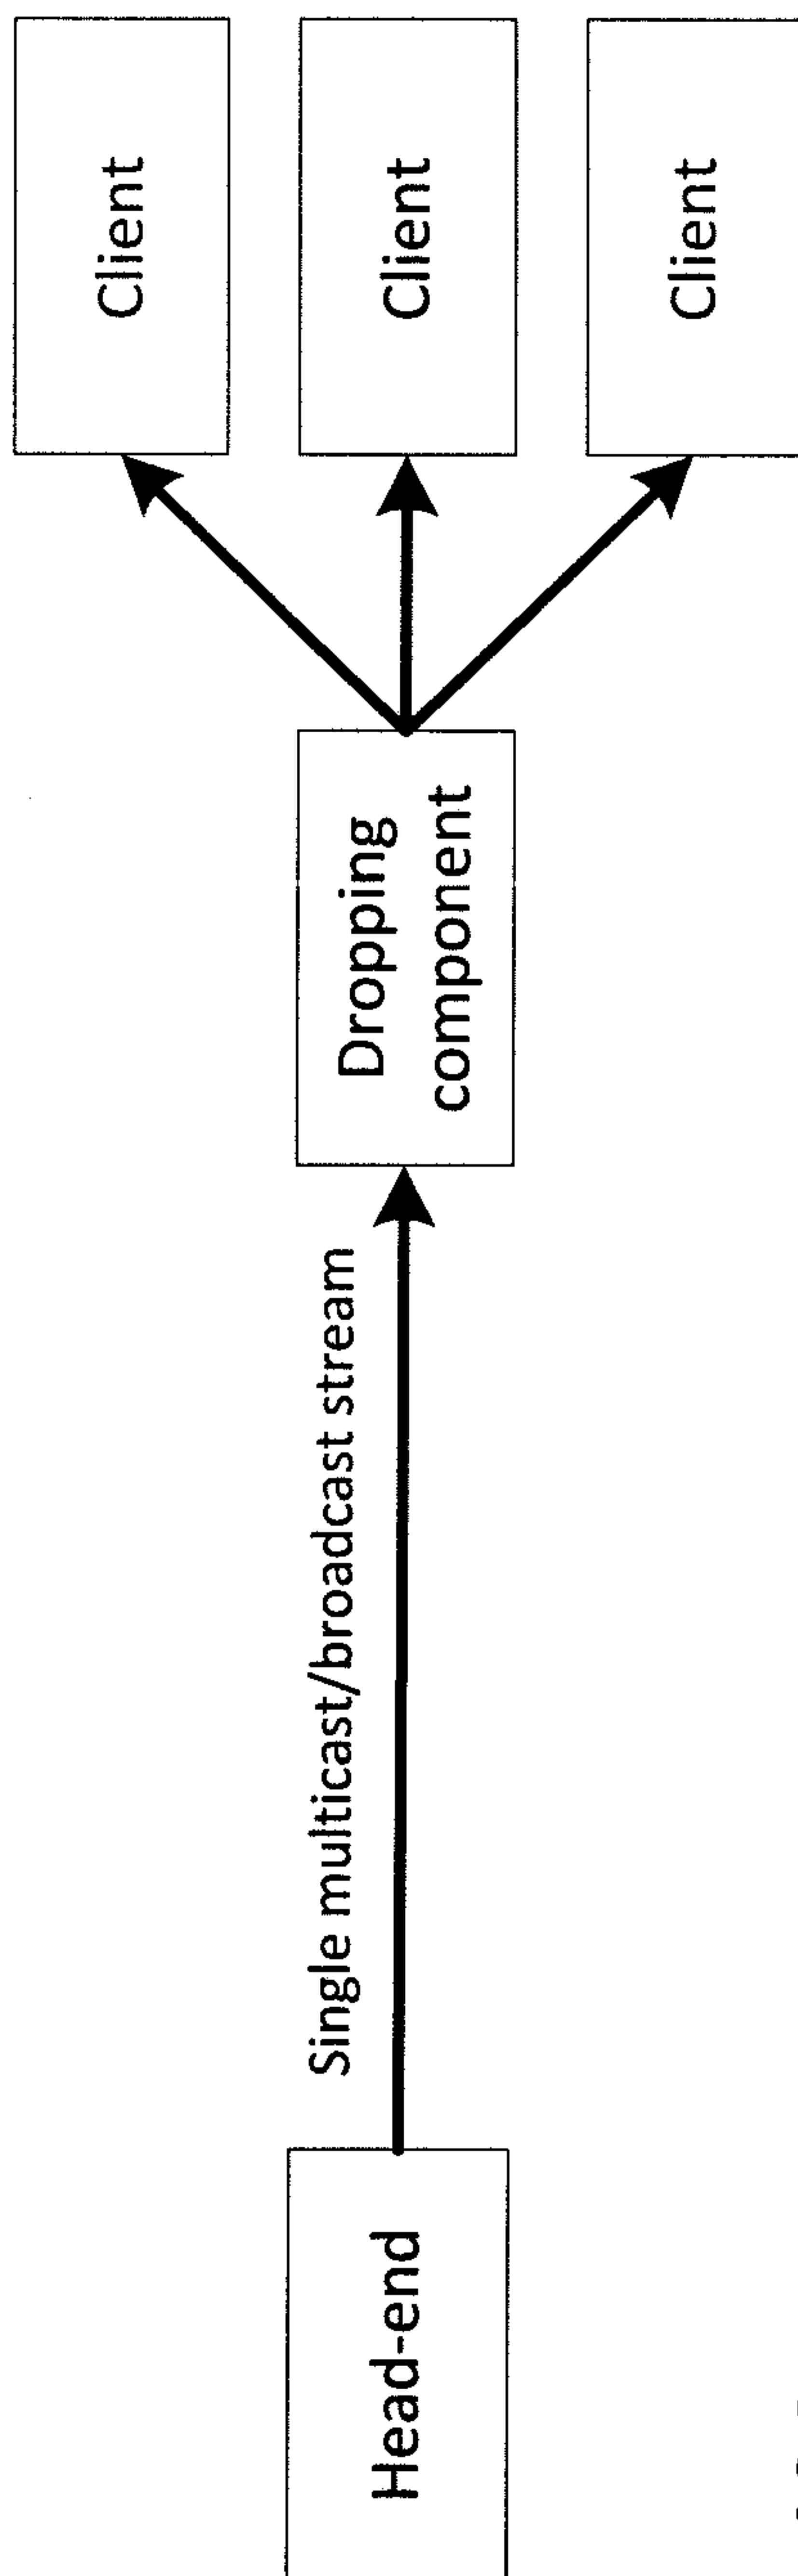 Head-end
Single multicast/broadcast stream
Dropping
component
Client
Client
Client